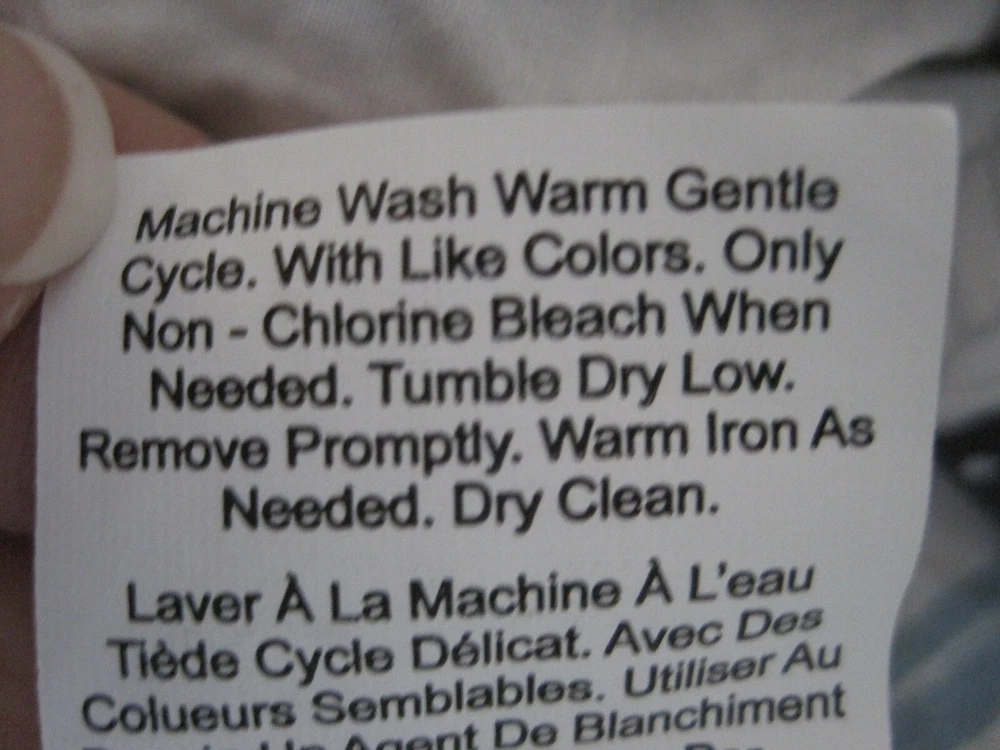 Machine Wash Warm Gentle
Cycle. With Like Colors. Only
Non - Chlorine Bleach When
Needed. Tumble Dry Low.
Remove Promptly. Warm Iron As
Needed. Dry Clean.
Laver À La Machine À L'eau
Tiède Cycle Délicat. Avec Des
Colueurs Semblables. Utiliser Au
Un Agent De Blanchiment